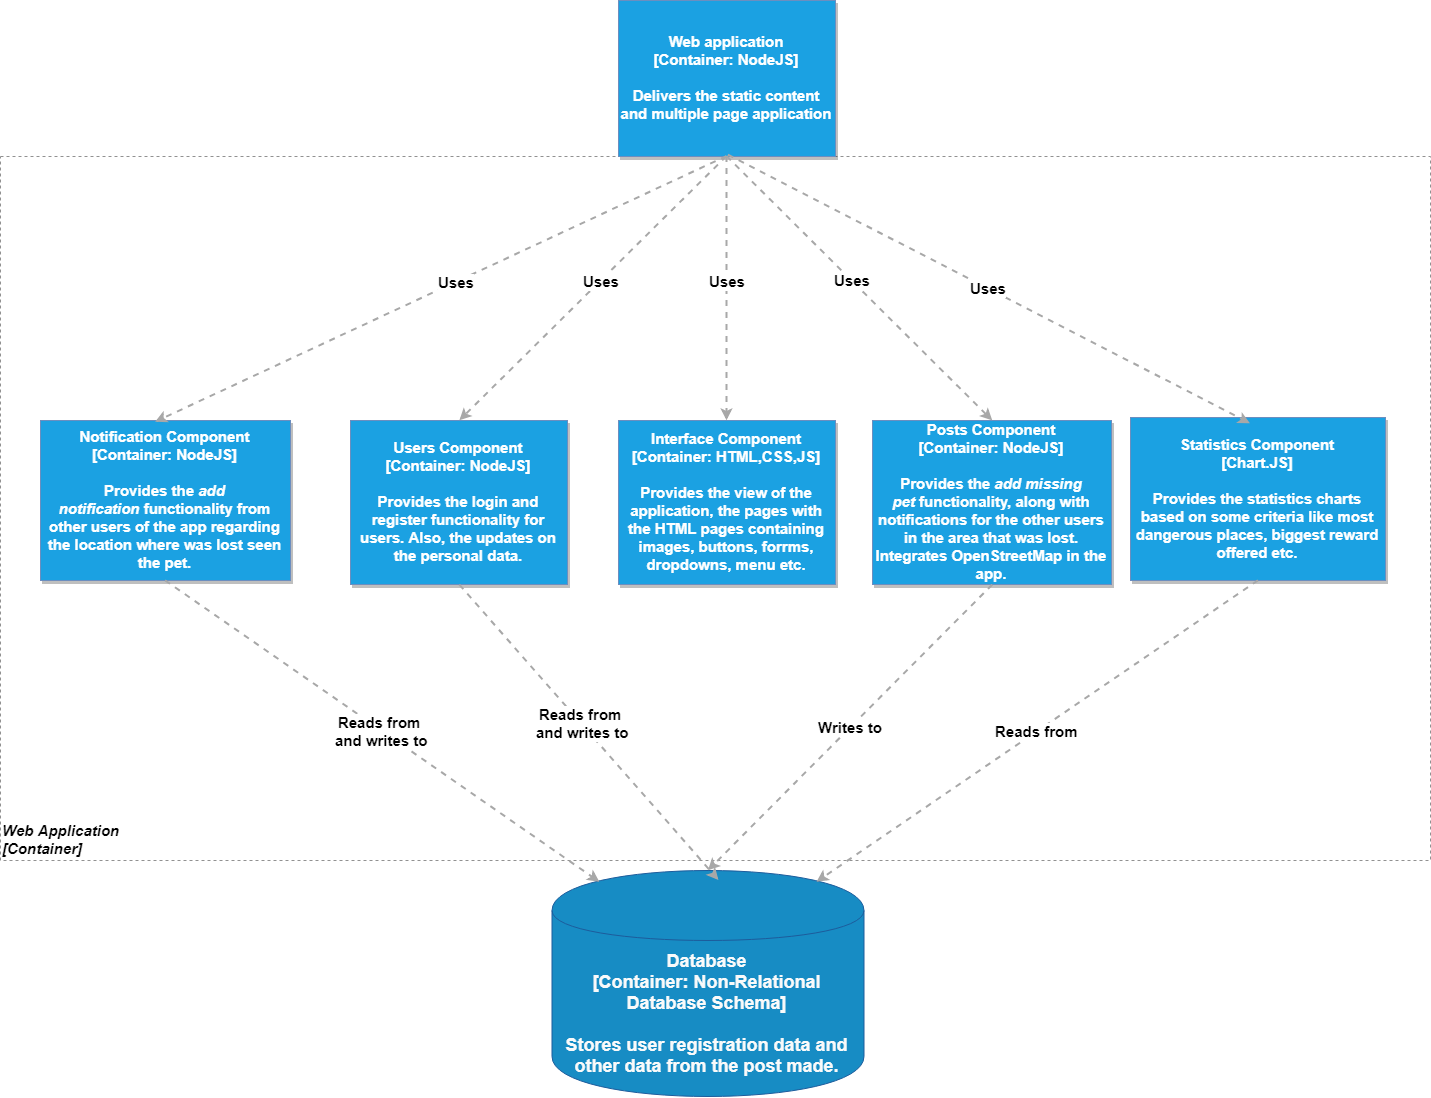 Web application
[Container: NodeJS]
Delivers the static content
and multiple page application
Uses
Uses
Uses
Uses
Uses
Notification Component
[Container: NodeJS]
Provides the add
notification functionality from
other users of the app regarding
the location where was lost seen
the pet.
Users Component
[Container: NodeJS]
Provides the login and
register functionality for
users. Also, the updates on
the personal data.
Interface Component
[Container: HTML,CSS,JS]
Provides the view of the
application, the pages with
the HTML pages containing
images, buttons, forrms,
dropdowns, menu etc.
Posts Component
[Container: NodeJS]
Provides the add missing
pet functionality, along with
notifications for the other users
in the area that was lost.
Integrates OpenStreetMap in the
app.
Statistics Component
[Chart.JS]
Provides the statistics charts
based on some criteria like most
dangerous places, biggest reward
offered etc.
Reads from
and writes to
Reads from
and writes to
Writes to
Reads from
Web Application
[Container]
Database
[Container: Non-Relational
Database Schema]
Stores user registration data and
other data from the post made.